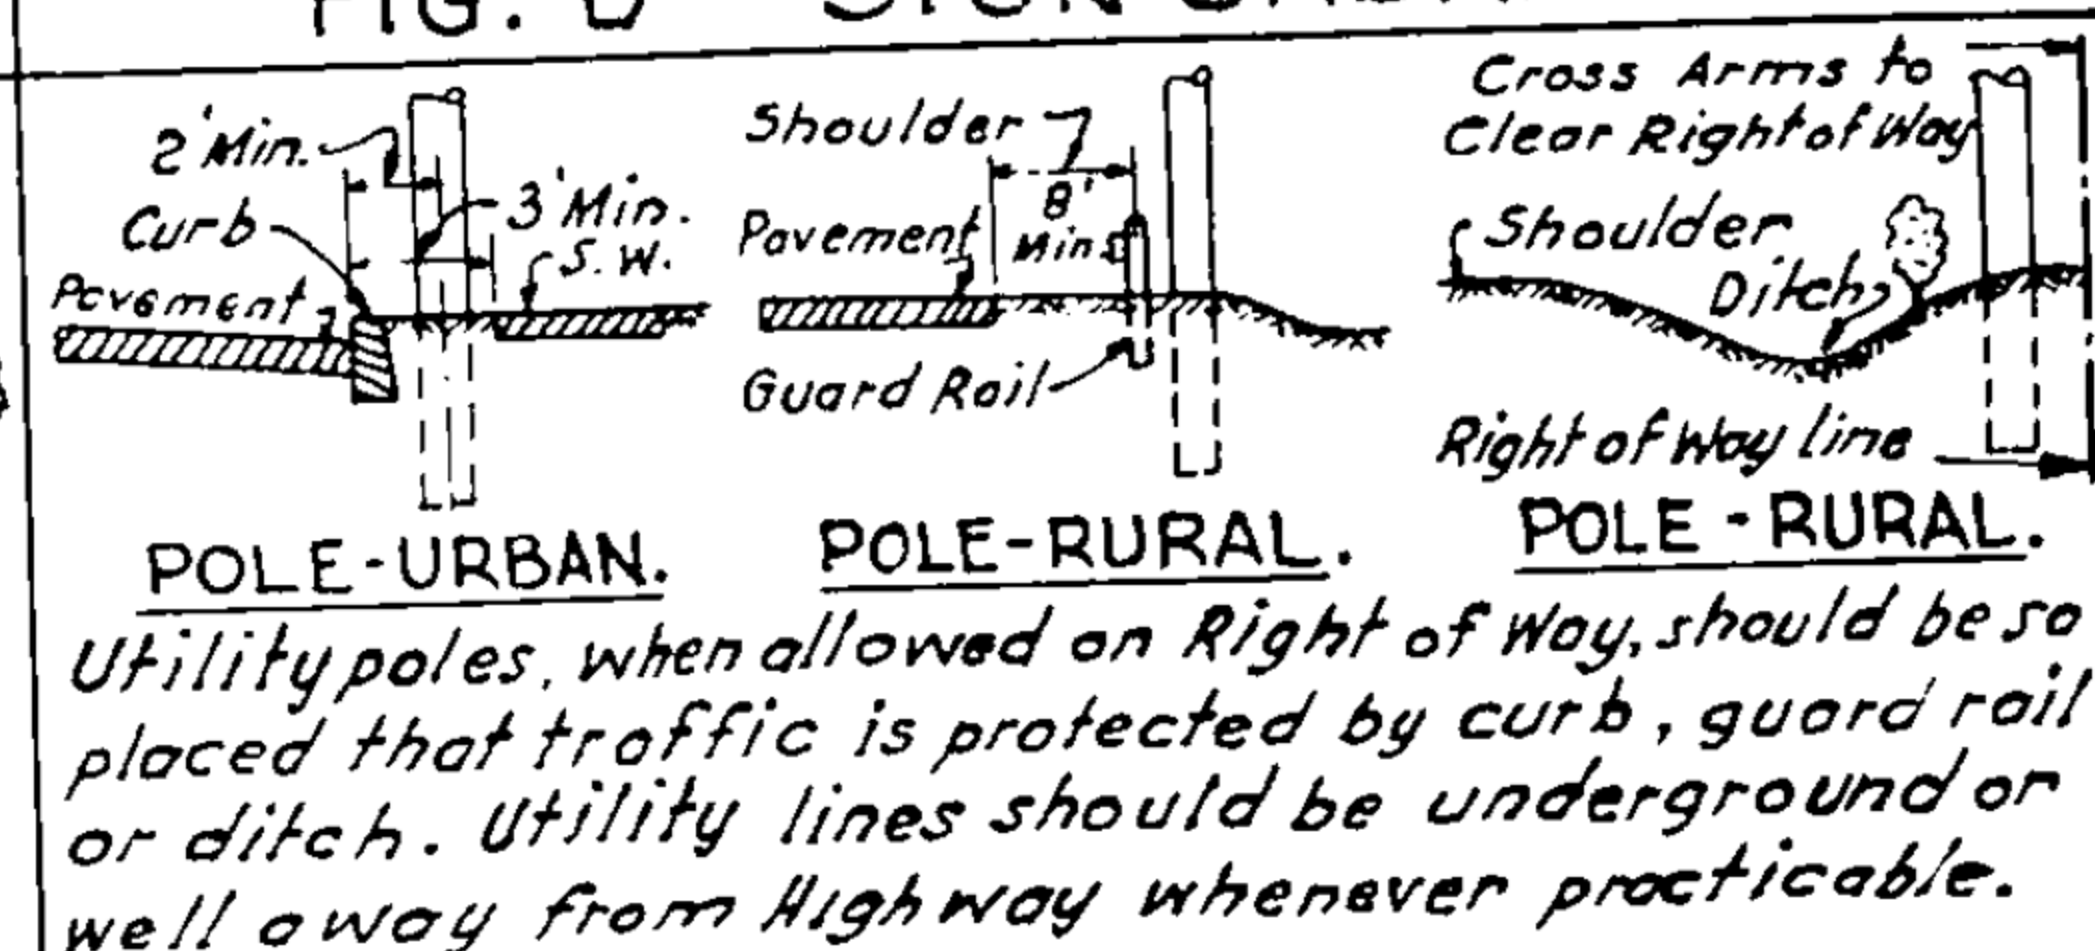 FIG.
2' Min.
Curb
3' Min.
S.W.
Pavement
POLE-URBAN.
Shoulder
8'
Min.
Pavement
Guard Rail
POLE-RURAL.
Cross Arms to
Clear Right of Way
Shoulder
Ditch
Right of Way line
POLE-RURAL.
Utility poles, when allowed on Right of Way, should be so
placed that traffic is protected by curb, guard rail
or ditch. Utility lines should be underground or
well away from Highway whenever practicable.